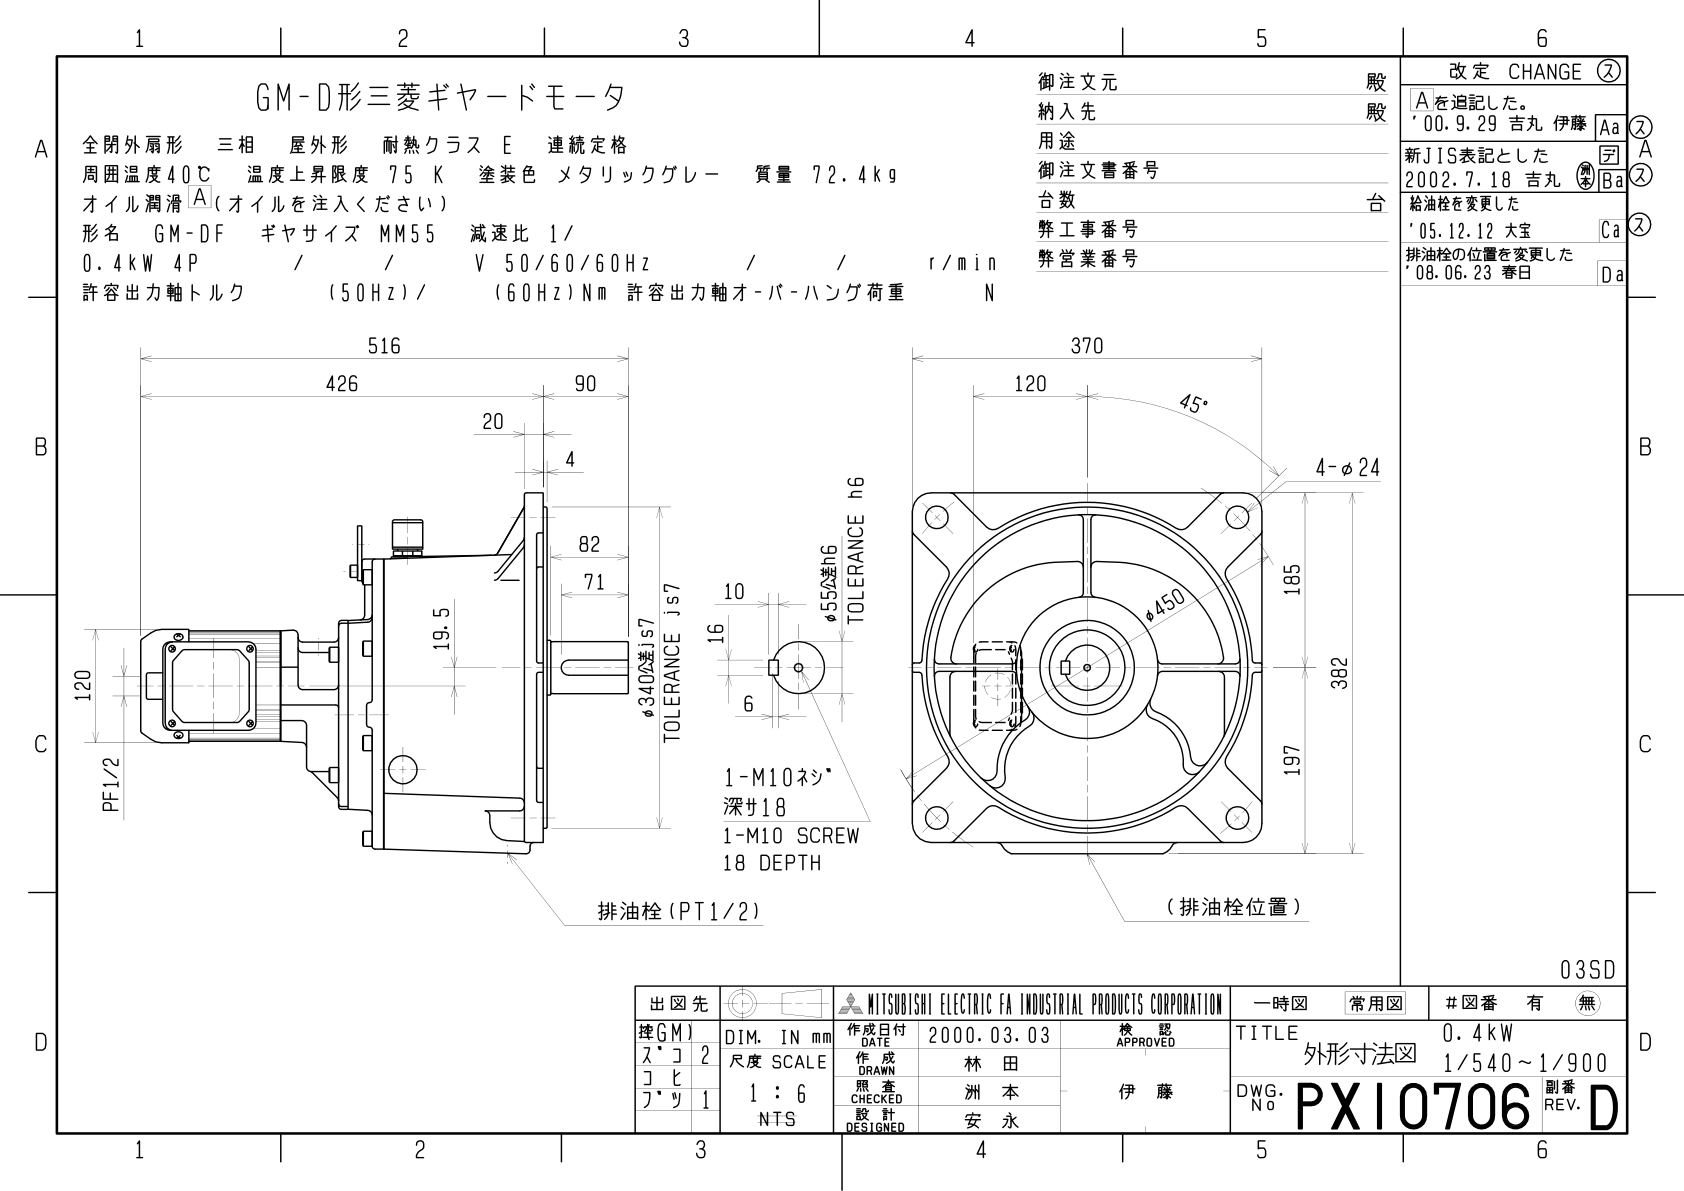 1 2 3 4 5 6
GM-D形三菱ギヤードモータ
全閉外扇形 三相 屋外形 耐熱クラス E 連続定格
周囲温度40℃ 温度上昇限度 75 K 塗装色 メタリックグレー 質量 72.4kg
オイル潤滑 A (オイルを注入ください)
形名 GM-DF ギヤサイズ MM55 減速比 1/
0.4kW 4P / / V 50/60/60Hz / / r/min
許容出力軸トルク (50Hz)/ (60Hz)Nm 許容出力軸オーバーハング荷重 N
御注文元 殿
納入先 殿
用途
御注文書番号
台数 台
弊工事番号
弊営業番号
改定 CHANGE ス
Aを追記した。
'00.9.29 吉丸 伊藤 Aa ス
新JIS表記とした デ
2002.7.18 吉丸 洲本 Ba ス
給油栓を変更した
'05.12.12 大宝 Ca ス
排油栓の位置を変更した
'08.06.23 春日 Da
A A
B B
C C
D D
516
426 90
20
4
82
71
19.5
120
PF1/2
φ340公差js7
TOLERANCE js7
排油栓(PT1/2)
10
16
6
φ55公差h6
TOLERANCE h6
1-M10ネジ
深サ18
1-M10 SCREW
18 DEPTH
370
120
45°
4-φ24
φ450
185
382
197
(排油栓位置)
03SD
出図先
GM)
スﾞコ 2
コヒ
ブツ 1
DIM. IN mm
尺度 SCALE
1 : 6
NTS
MITSUBISHI ELECTRIC FA INDUSTRIAL PRODUCTS CORPORATION
作成日付 DATE 2000.03.03
作成 DRAWN 林田
照査 CHECKED 洲本
設計 DESIGNED 安永
検認 APPROVED
伊藤
一時図 常用図 #図番 有 無
TITLE 0.4kW
外形寸法図 1/540~1/900
DWG. No PX10706 副番 REV. D
1 2 3 4 5 6